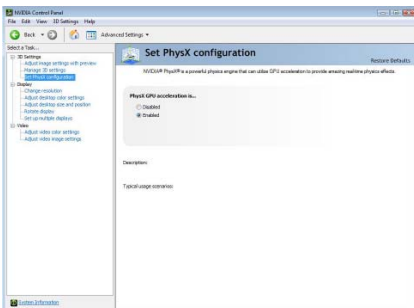 NVIDIA Control Panel
File Edit View 3D Settings Help
Back Advanced Settings
Select a Task...
3D Settings
Adjust image settings with preview
Manage 3D settings
Set PhysX configuration
Display
Change resolution
Adjust desktop color settings
Adjust desktop size and position
Rotate display
Set up multiple displays
Video
Adjust video color settings
Adjust video image settings
System Information
Set PhysX configuration
Restore Defaults
NVIDIA® PhysX® is a powerful physics engine that can utilize GPU acceleration to provide amazing realtime physics effects.
PhysX GPU acceleration is...
Disabled
Enabled
Description:
Typical usage scenarios: